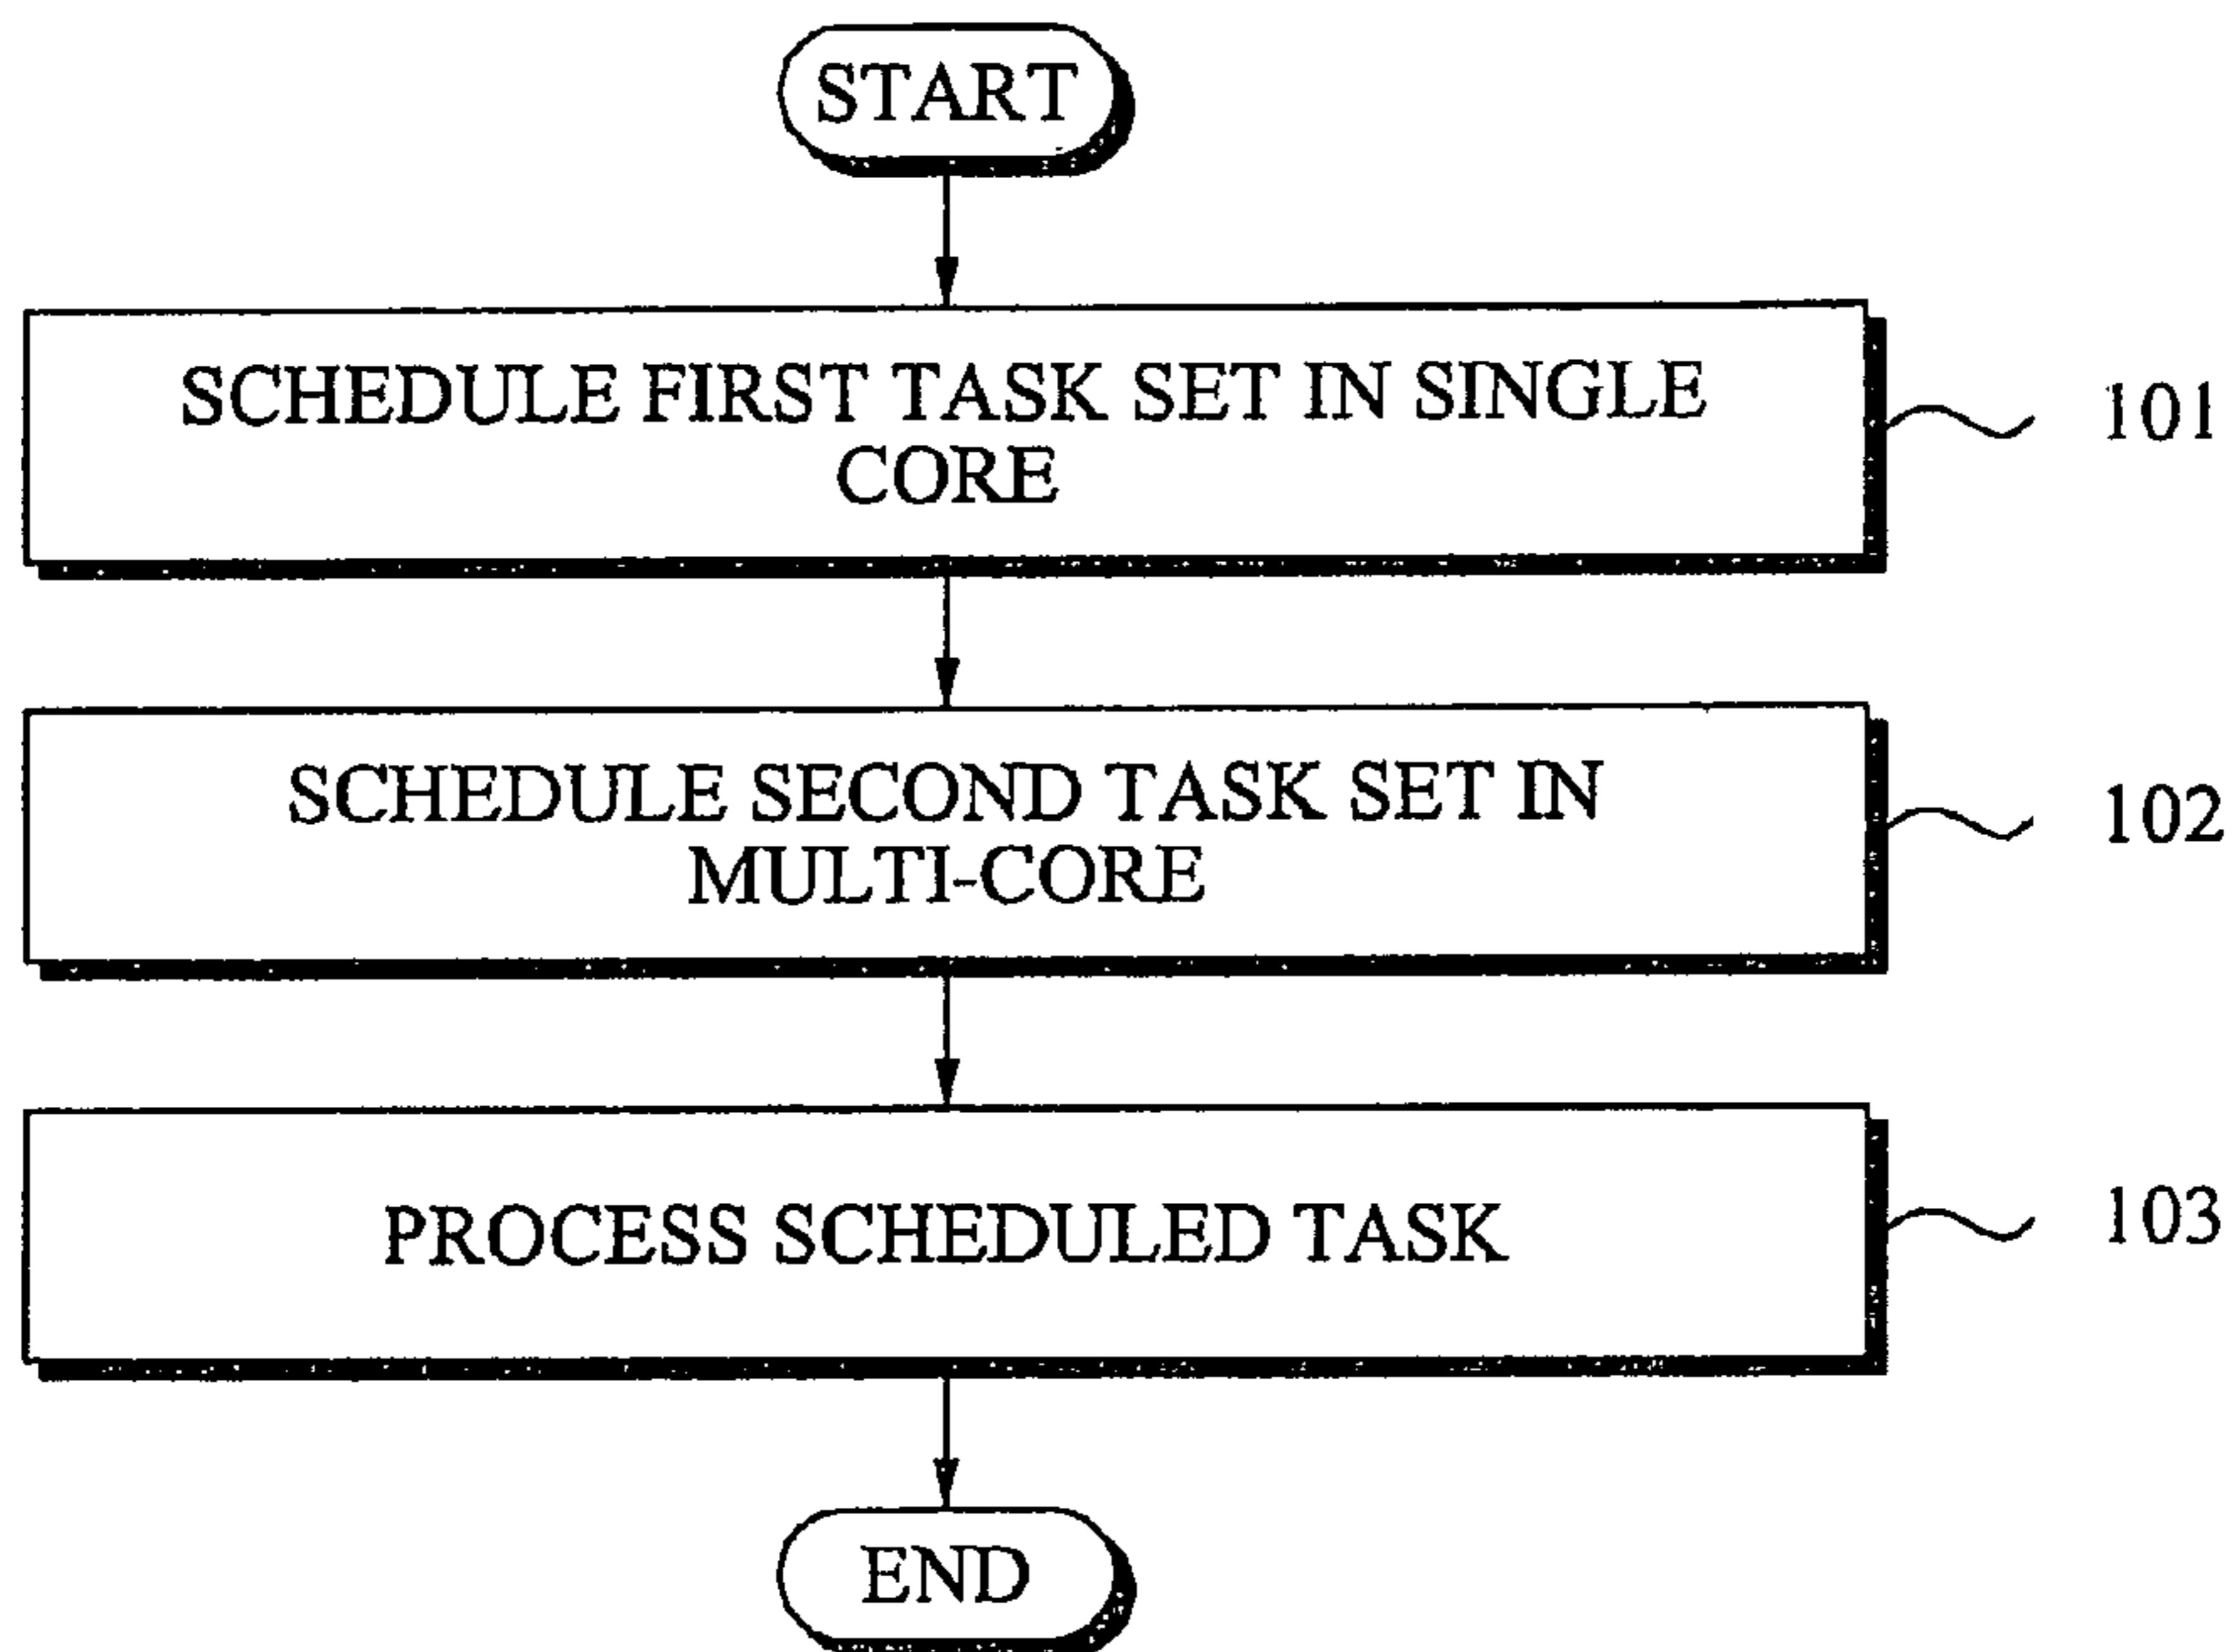 START
SCHEDULE FIRST TASK SET IN SINGLE
CORE
101
SCHEDULE SECOND TASK SET IN
MULTI-CORE
102
PROCESS SCHEDULED TASK
103
END